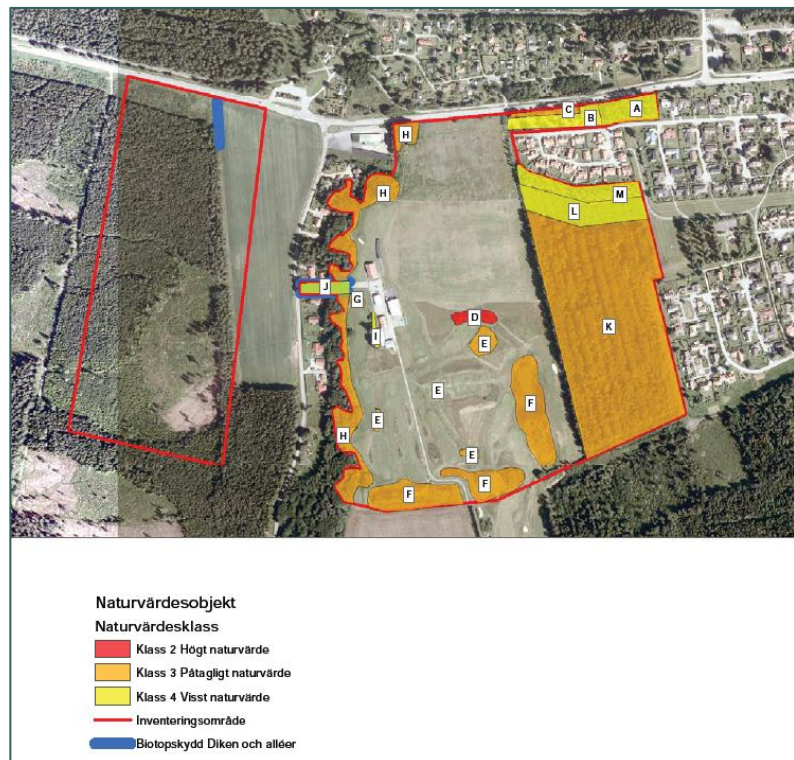 A
C
B
H
M
H
L
J
G
D
I
E
K
E
F
E
H
E
F
F
Naturvärdesobjekt
Naturvärdesklass
Klass 2 Högt naturvärde
Klass 3 Påtagligt naturvärde
Klass 4 Visst naturvärde
Inventeringsområde
Biotopskydd Diken och alléer